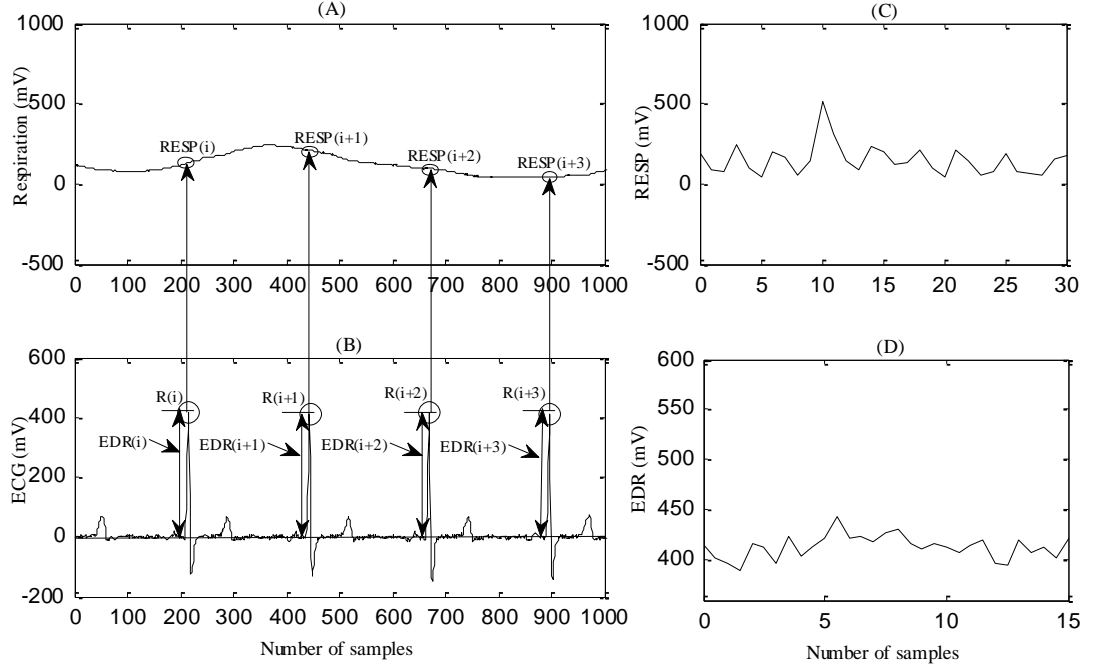 (A)
1000
500
0
-500
Respiration (mV)
RESP(i)
RESP(i+1)
RESP(i+2)
RESP(i+3)
0 100 200 300 400 500 600 700 800 900 1000
(B)
600
400
200
0
-200
ECG (mV)
R(i)
R(i+1)
R(i+2)
R(i+3)
EDR(i)
EDR(i+1)
EDR(i+2)
EDR(i+3)
0 100 200 300 400 500 600 700 800 900 1000
Number of samples
(C)
1000
500
0
-500
RESP (mV)
0 5 10 15 20 25 30
(D)
600
550
500
450
400
EDR (mV)
0 5 10 15
Number of samples